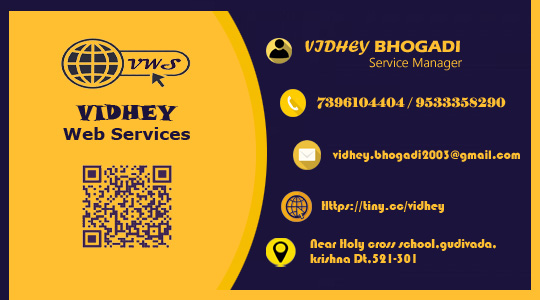 VWS
VIDHEY
Web Services
VIDHEY BHOGADI
Service Manager
7396104404 / 9533358290
vidhey.bhogadi2003@gmail.com
Https://tiny.cc/vidhey
Near Holy cross school,gudivada,
krishna Dt,521-301